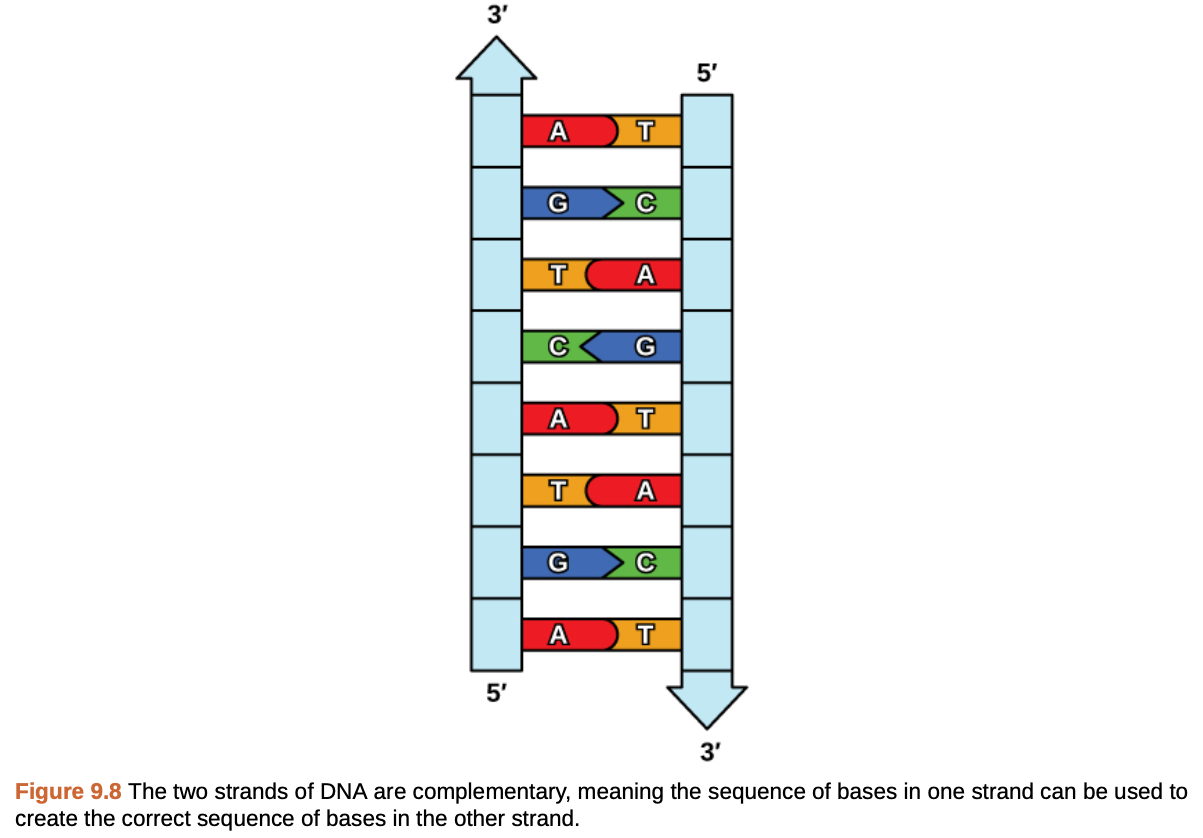 3′
5′
A T
G C
T A
C G
A T
T A
G C
A T
5′
3′
Figure 9.8 The two strands of DNA are complementary, meaning the sequence of bases in one strand can be used to
create the correct sequence of bases in the other strand.